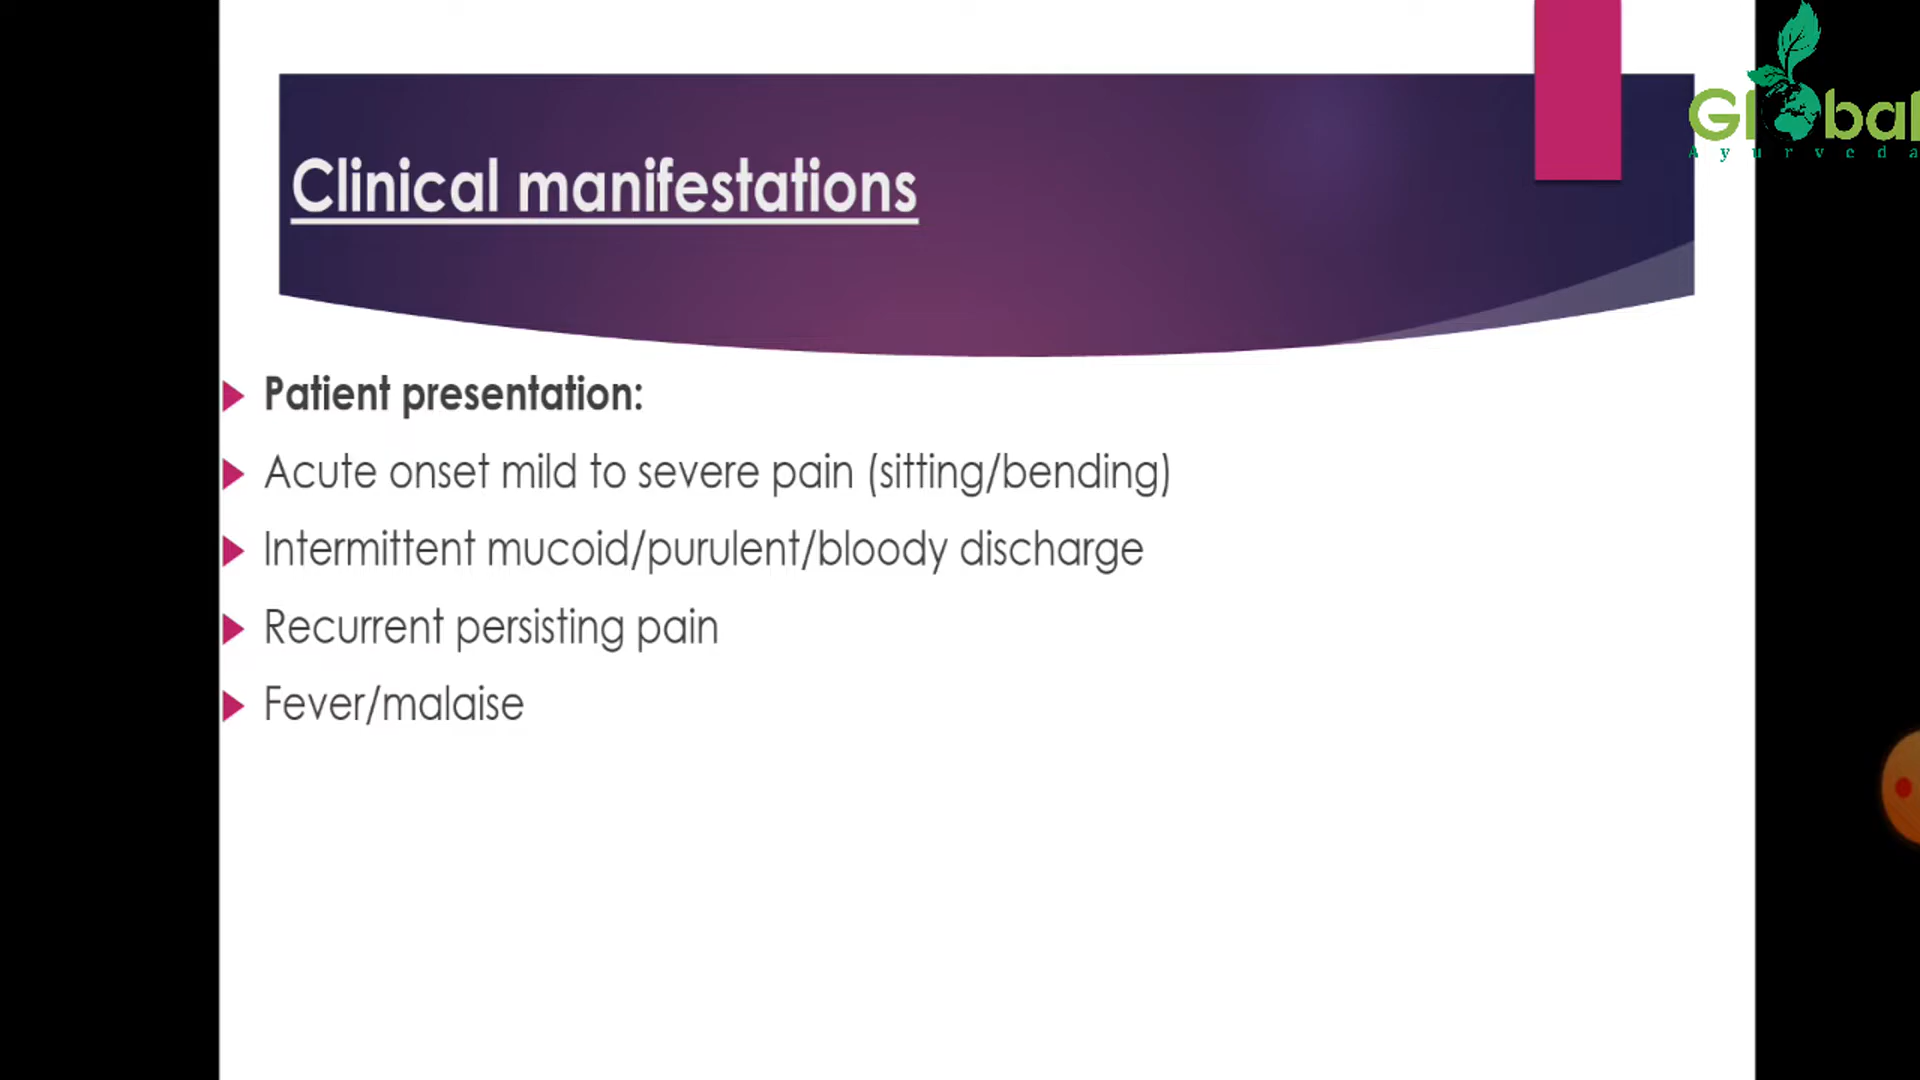 Global
Ayurveda
Clinical manifestations
Patient presentation:
Acute onset mild to severe pain (sitting/bending)
Intermittent mucoid/purulent/bloody discharge
Recurrent persisting pain
Fever/malaise